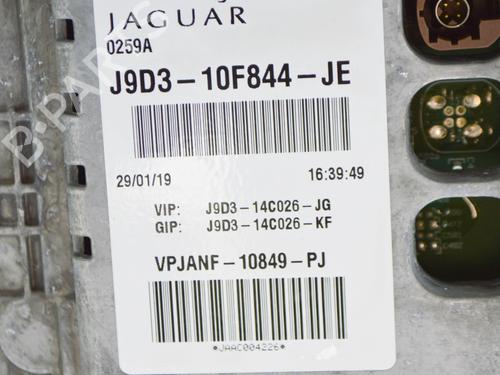 JAGUAR
0259A
J9D3-10F844-JE
29/01/19 16:39:49
VIP: J9D3-14C026-JG
GIP: J9D3-14C026-KF
VPJANF-10849-PJ
*JAAC004226*
B-PARTS